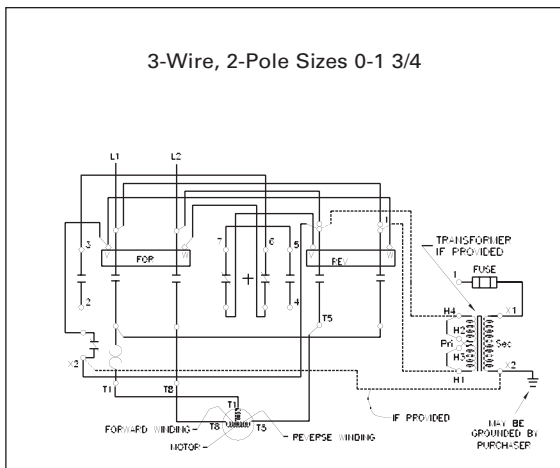 3-Wire, 2-Pole Sizes 0-1 3/4
L1 L2
3 7 6 5 1
V FOR W V REV W
2 4
T5
X2
T1 T8
T1
T8 T5
FORWARD WINDING
MOTOR
REVERSE WINDING
TRANSFORMER
IF PROVIDED
1 FUSE
H4 X1
H2
Pri Sec
H3
H1 X2
IF PROVIDED
MAY BE
GROUNDED BY
PURCHASER